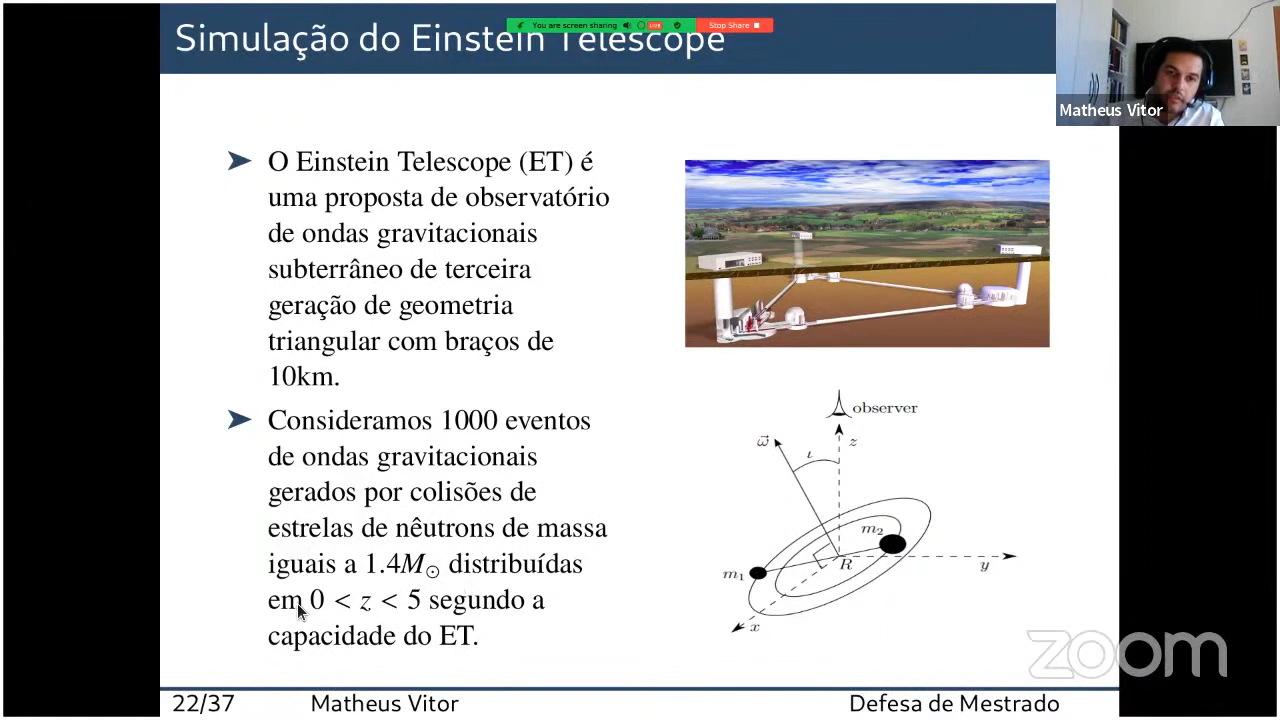 Simulação do Einstein Telescope
You are screen sharing
LIVE
Stop Share
Matheus Vitor
O Einstein Telescope (ET) é
uma proposta de observatório
de ondas gravitacionais
subterrâneo de terceira
geração de geometria
triangular com braços de
10km.
Consideramos 1000 eventos
de ondas gravitacionais
gerados por colisões de
estrelas de nêutrons de massa
iguais a 1.4M⊙ distribuídas
em 0 < z < 5 segundo a
capacidade do ET.
observer
ω⃗
ι
z
m₂
m₁
R
y
x
zoom
22/37 Matheus Vitor Defesa de Mestrado